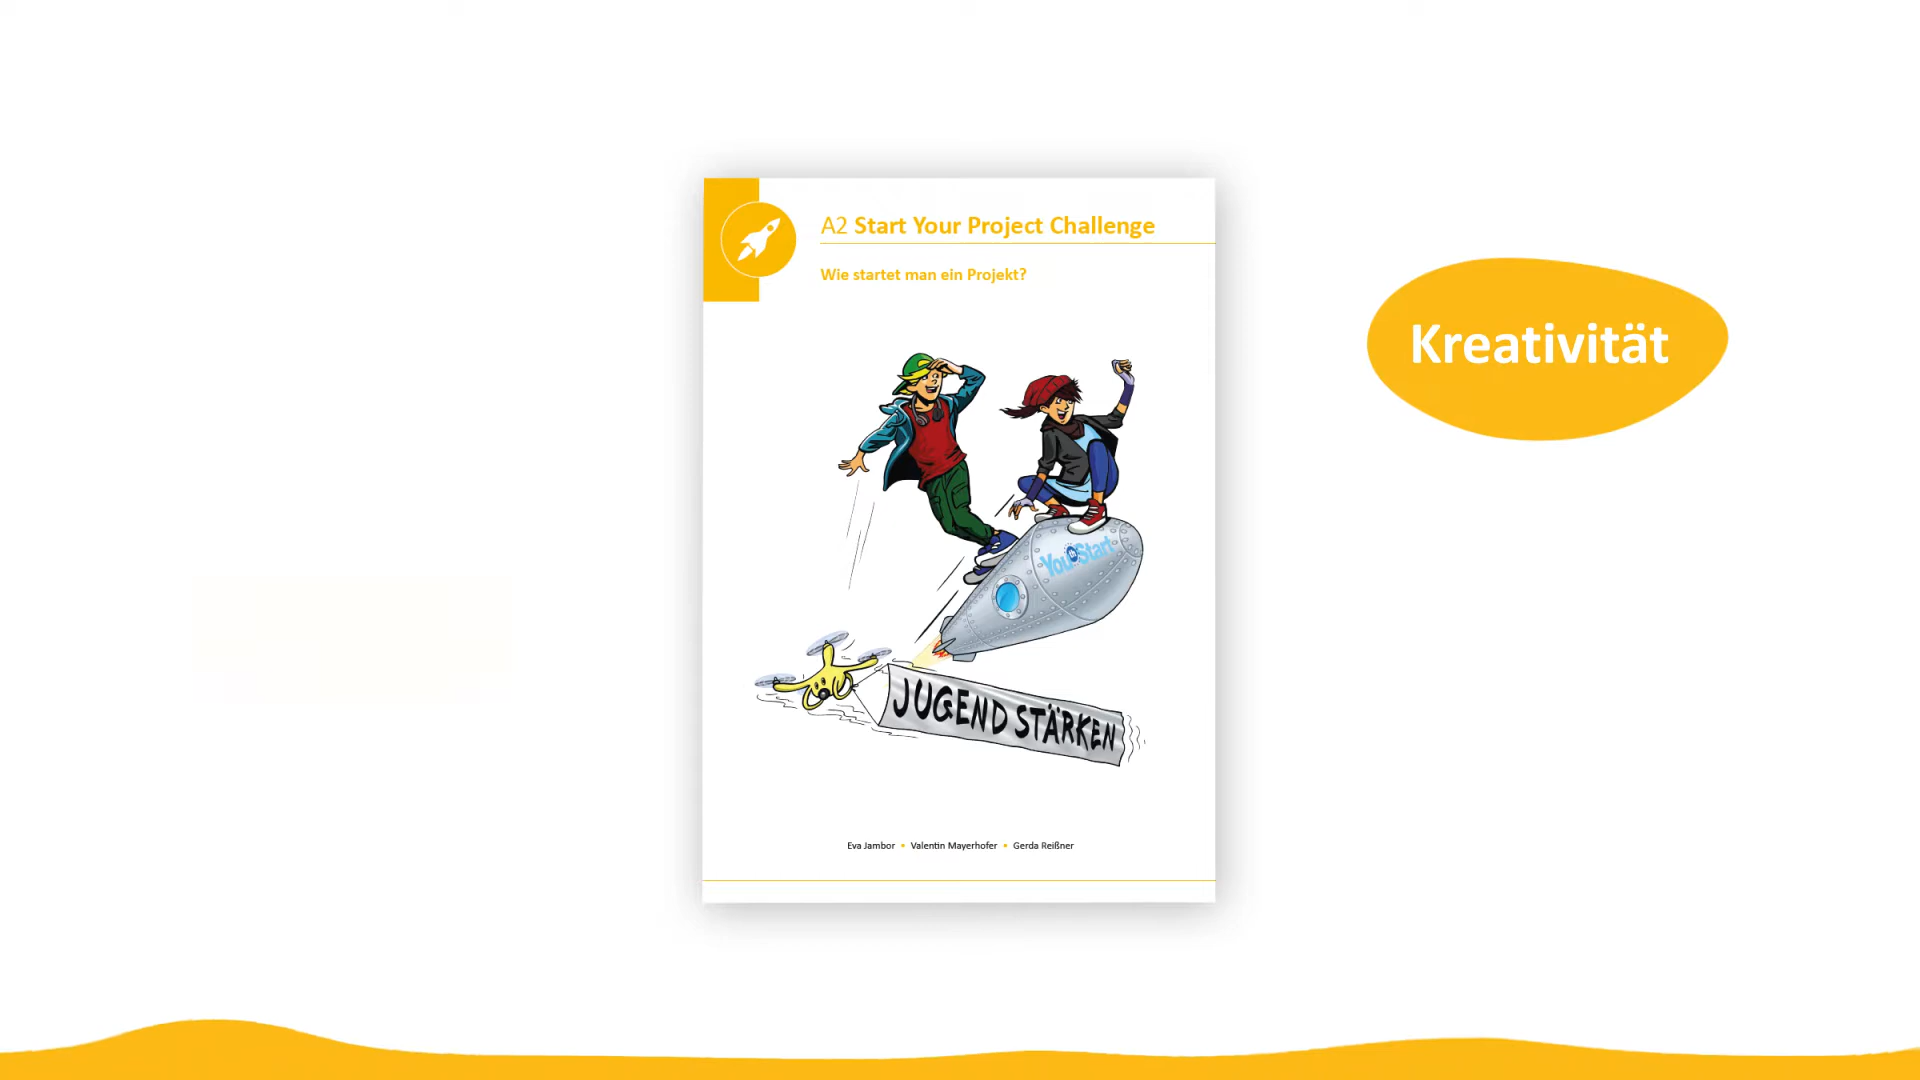 A2 Start Your Project Challenge
Wie startet man ein Projekt?
Kreativität
YouthStart
JUGEND STÄRKEN
Eva Jambor • Valentin Mayerhofer • Gerda Reißner